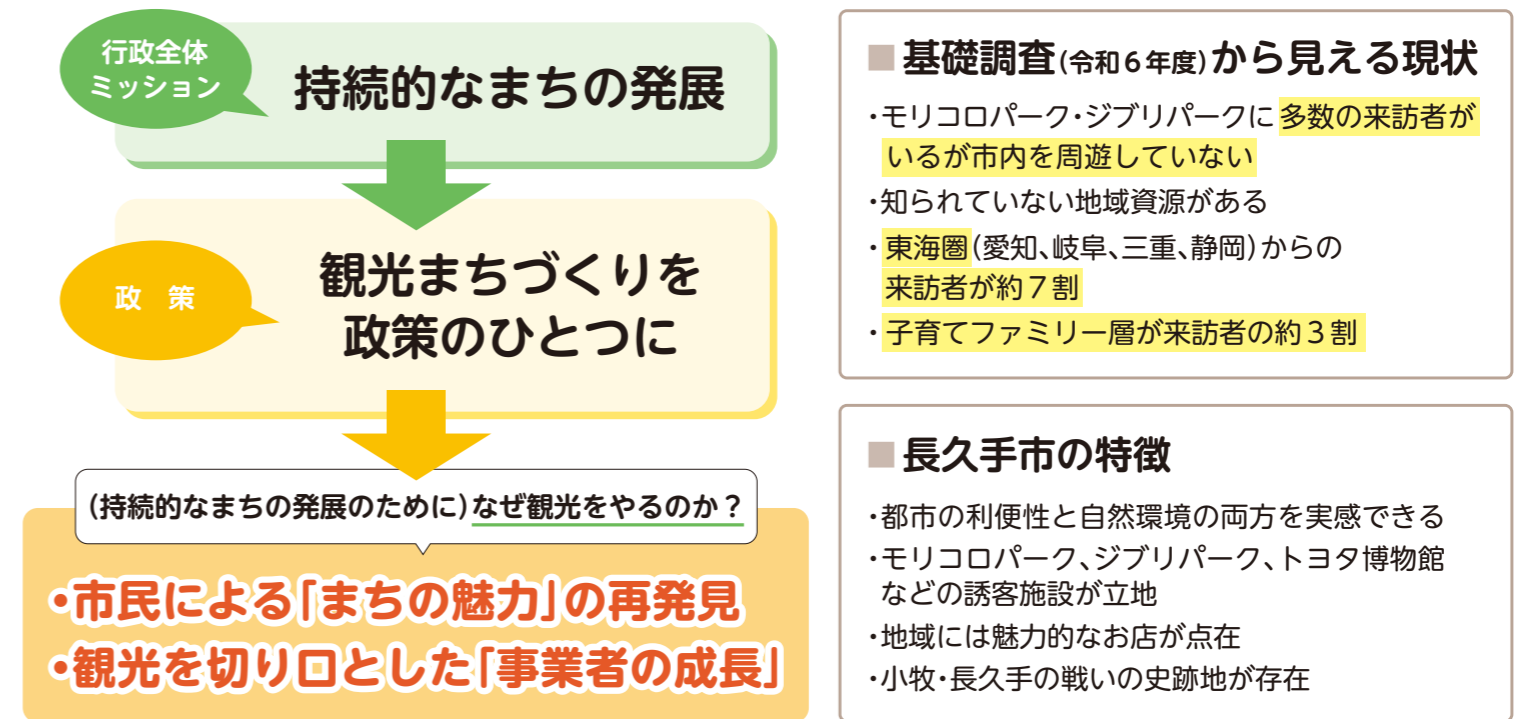 行政全体
ミッション
持続的なまちの発展
政　策
観光まちづくりを
政策のひとつに
(持続的なまちの発展のために)なぜ観光をやるのか？
・市民による「まちの魅力」の再発見
・観光を切り口とした「事業者の成長」
■基礎調査(令和６年度)から見える現状
・モリコロパーク・ジブリパークに多数の来訪者が
いるが市内を周遊していない
・知られていない地域資源がある
・東海圏(愛知、岐阜、三重、静岡)からの
来訪者が約７割
・子育てファミリー層が来訪者の約３割
■長久手市の特徴
・都市の利便性と自然環境の両方を実感できる
・モリコロパーク、ジブリパーク、トヨタ博物館
などの誘客施設が立地
・地域には魅力的なお店が点在
・小牧・長久手の戦いの史跡地が存在